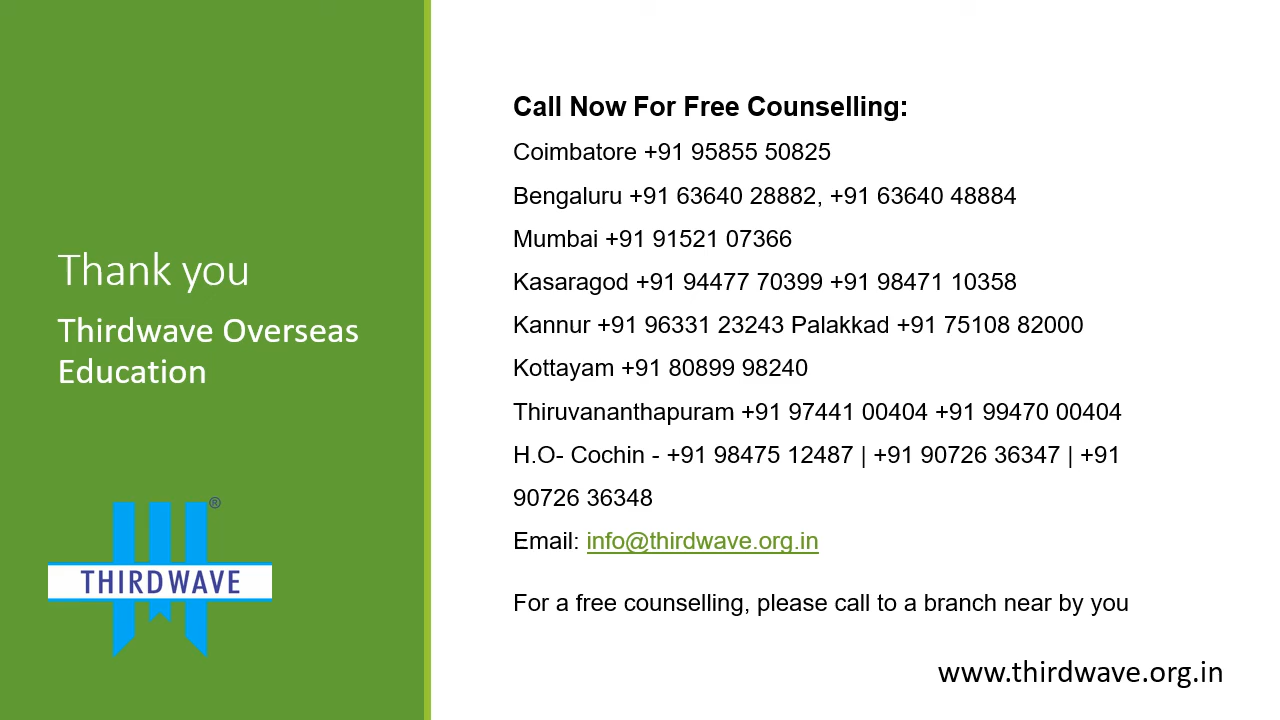 Thank you
Thirdwave Overseas
Education
®
THIRDWAVE
Call Now For Free Counselling:
Coimbatore +91 95855 50825
Bengaluru +91 63640 28882, +91 63640 48884
Mumbai +91 91521 07366
Kasaragod +91 94477 70399 +91 98471 10358
Kannur +91 96331 23243 Palakkad +91 75108 82000
Kottayam +91 80899 98240
Thiruvananthapuram +91 97441 00404 +91 99470 00404
H.O- Cochin - +91 98475 12487 | +91 90726 36347 | +91
90726 36348
Email: info@thirdwave.org.in
For a free counselling, please call to a branch near by you
www.thirdwave.org.in